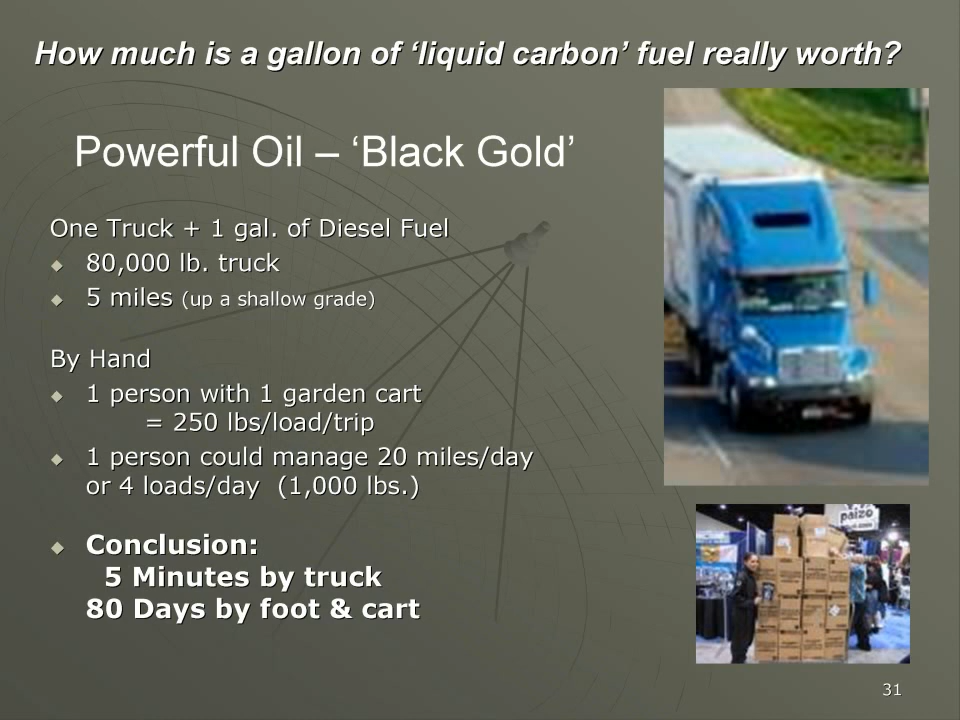 How much is a gallon of ‘liquid carbon’ fuel really worth?
Powerful Oil – ‘Black Gold’
One Truck + 1 gal. of Diesel Fuel
80,000 lb. truck
5 miles (up a shallow grade)
By Hand
1 person with 1 garden cart
= 250 lbs/load/trip
1 person could manage 20 miles/day
or 4 loads/day (1,000 lbs.)
Conclusion:
5 Minutes by truck
80 Days by foot & cart
paizo
31